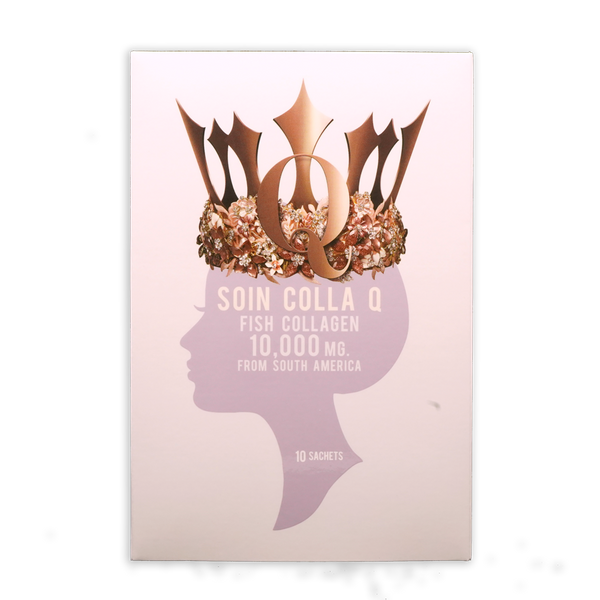 Q
SOIN COLLA Q
FISH COLLAGEN
10,000 MG.
FROM SOUTH AMERICA
10 SACHETS